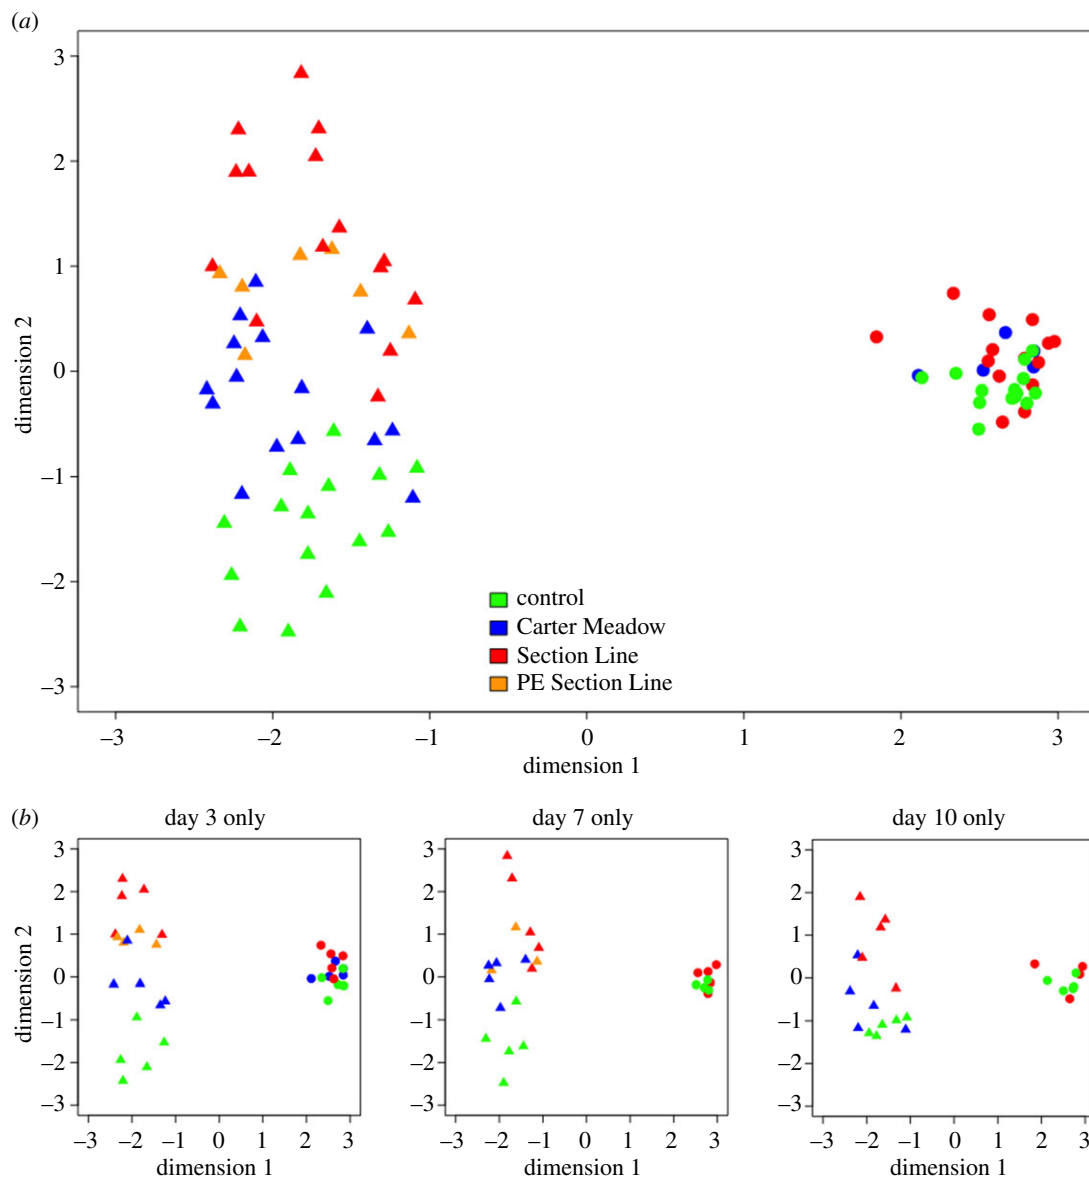 (a)
3
2
1
0
–1
–2
–3
dimension 2
control
Carter Meadow
Section Line
PE Section Line
–3 –2 –1 0 1 2 3
dimension 1
(b)
day 3 only day 7 only day 10 only
3 3 3
2 2 2
1 1 1
0 0 0
–1 –1 –1
–2 –2 –2
–3 –3 –3
dimension 2
–3 –2 –1 0 1 2 3 –3 –2 –1 0 1 2 3 –3 –2 –1 0 1 2 3
dimension 1 dimension 1 dimension 1